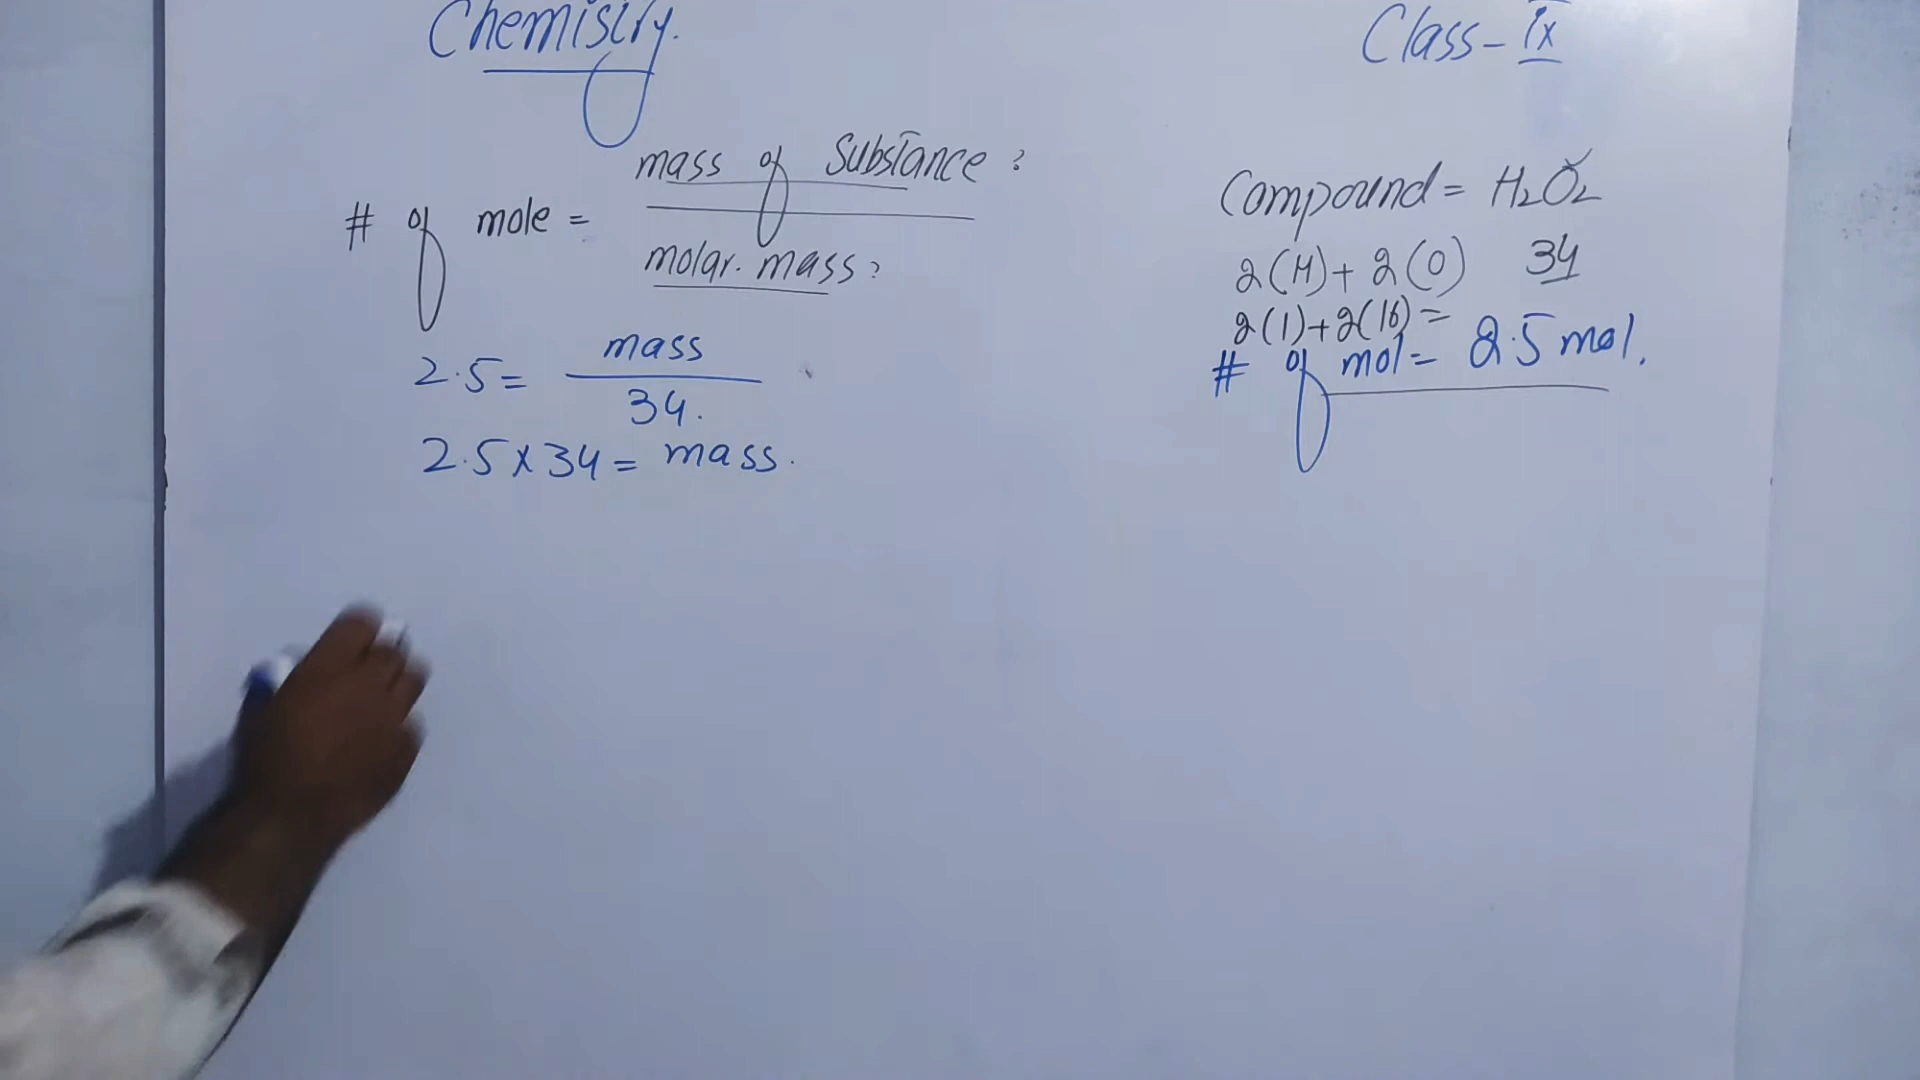 Chemistry.
Class - IX
# of mole = mass of Substance ?
molar. mass ?
2.5 = mass
34.
2.5 x 34 = mass.
Compound = H₂O₂
2(H) + 2(O) 34
2(1)+2(16) =
# of mol = 2.5 mol.